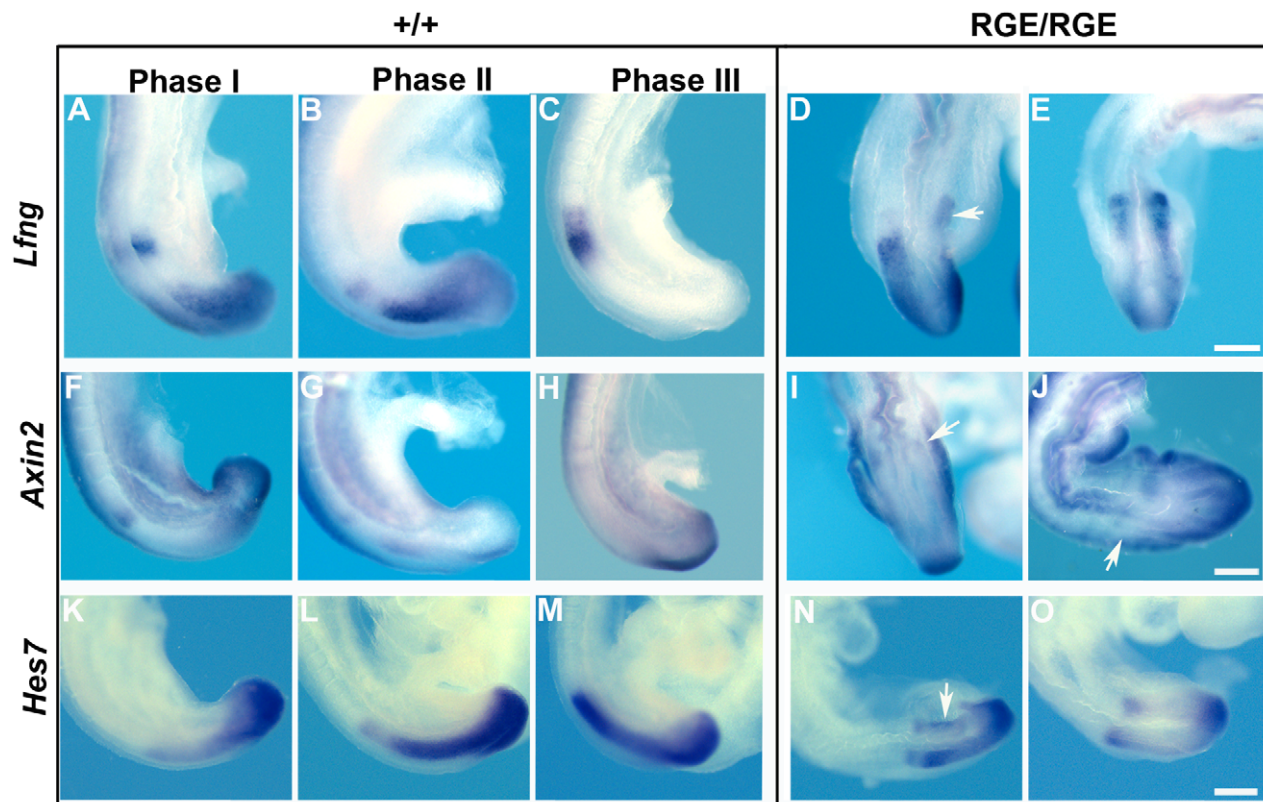 +/+ RGE/RGE
Phase I Phase II Phase III
A B C D E
Lfng
F G H I J
Axin2
K L M N O
Hes7